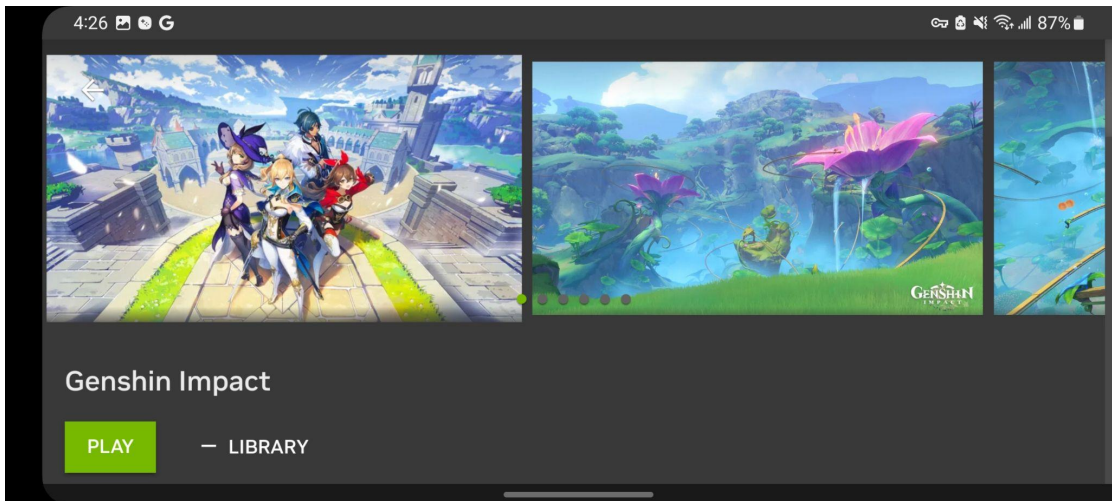 4:26 G 87%
GENSHIN
IMPACT
Genshin Impact
PLAY — LIBRARY